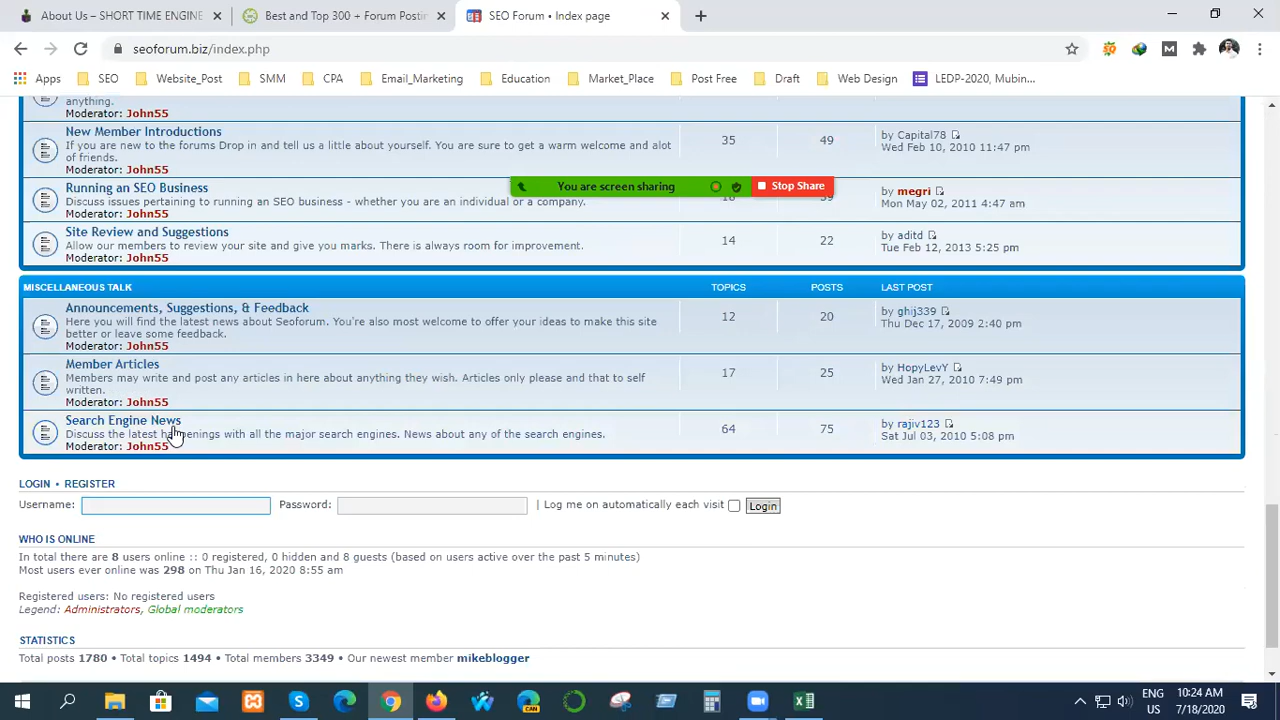 About Us – SHORT TIME ENGINE
Best and Top 300 + Forum Postin
SEO Forum • Index page
seoforum.biz/index.php
Apps
SEO
Website_Post
SMM
CPA
Email_Marketing
Education
Market_Place
Post Free
Draft
Web Design
LEDP-2020, Mubin...
anything.
Moderator: John55
New Member Introductions
If you are new to the forums Drop in and tell us a little about yourself. You are sure to get a warm welcome and alot
of friends.
Moderator: John55
35
49
by Capital78
Wed Feb 10, 2010 11:47 pm
You are screen sharing
Stop Share
Running an SEO Business
Discuss issues pertaining to running an SEO business - whether you are an individual or a company.
Moderator: John55
by megri
Mon May 02, 2011 4:47 am
Site Review and Suggestions
Allow our members to review your site and give you marks. There is always room for improvement.
Moderator: John55
14
22
by aditd
Tue Feb 12, 2013 5:25 pm
MISCELLANEOUS TALK
TOPICS
POSTS
LAST POST
Announcements, Suggestions, & Feedback
Here you will find the latest news about Seoforum. You're also most welcome to offer your ideas to make this site
better or leave some feedback.
Moderator: John55
12
20
by ghij339
Thu Dec 17, 2009 2:40 pm
Member Articles
Members may write and post any articles in here about anything they wish. Articles only please and that to self
written.
Moderator: John55
17
25
by HopyLevY
Wed Jan 27, 2010 7:49 pm
Search Engine News
Discuss the latest happenings with all the major search engines. News about any of the search engines.
Moderator: John55
64
75
by rajiv123
Sat Jul 03, 2010 5:08 pm
LOGIN • REGISTER
Username:
Password:
| Log me on automatically each visit
Login
WHO IS ONLINE
In total there are 8 users online :: 0 registered, 0 hidden and 8 guests (based on users active over the past 5 minutes)
Most users ever online was 298 on Thu Jan 16, 2020 8:55 am
Registered users: No registered users
Legend: Administrators, Global moderators
STATISTICS
Total posts 1780 • Total topics 1494 • Total members 3349 • Our newest member mikeblogger
CAN
ENG
US
10:24 AM
7/18/2020